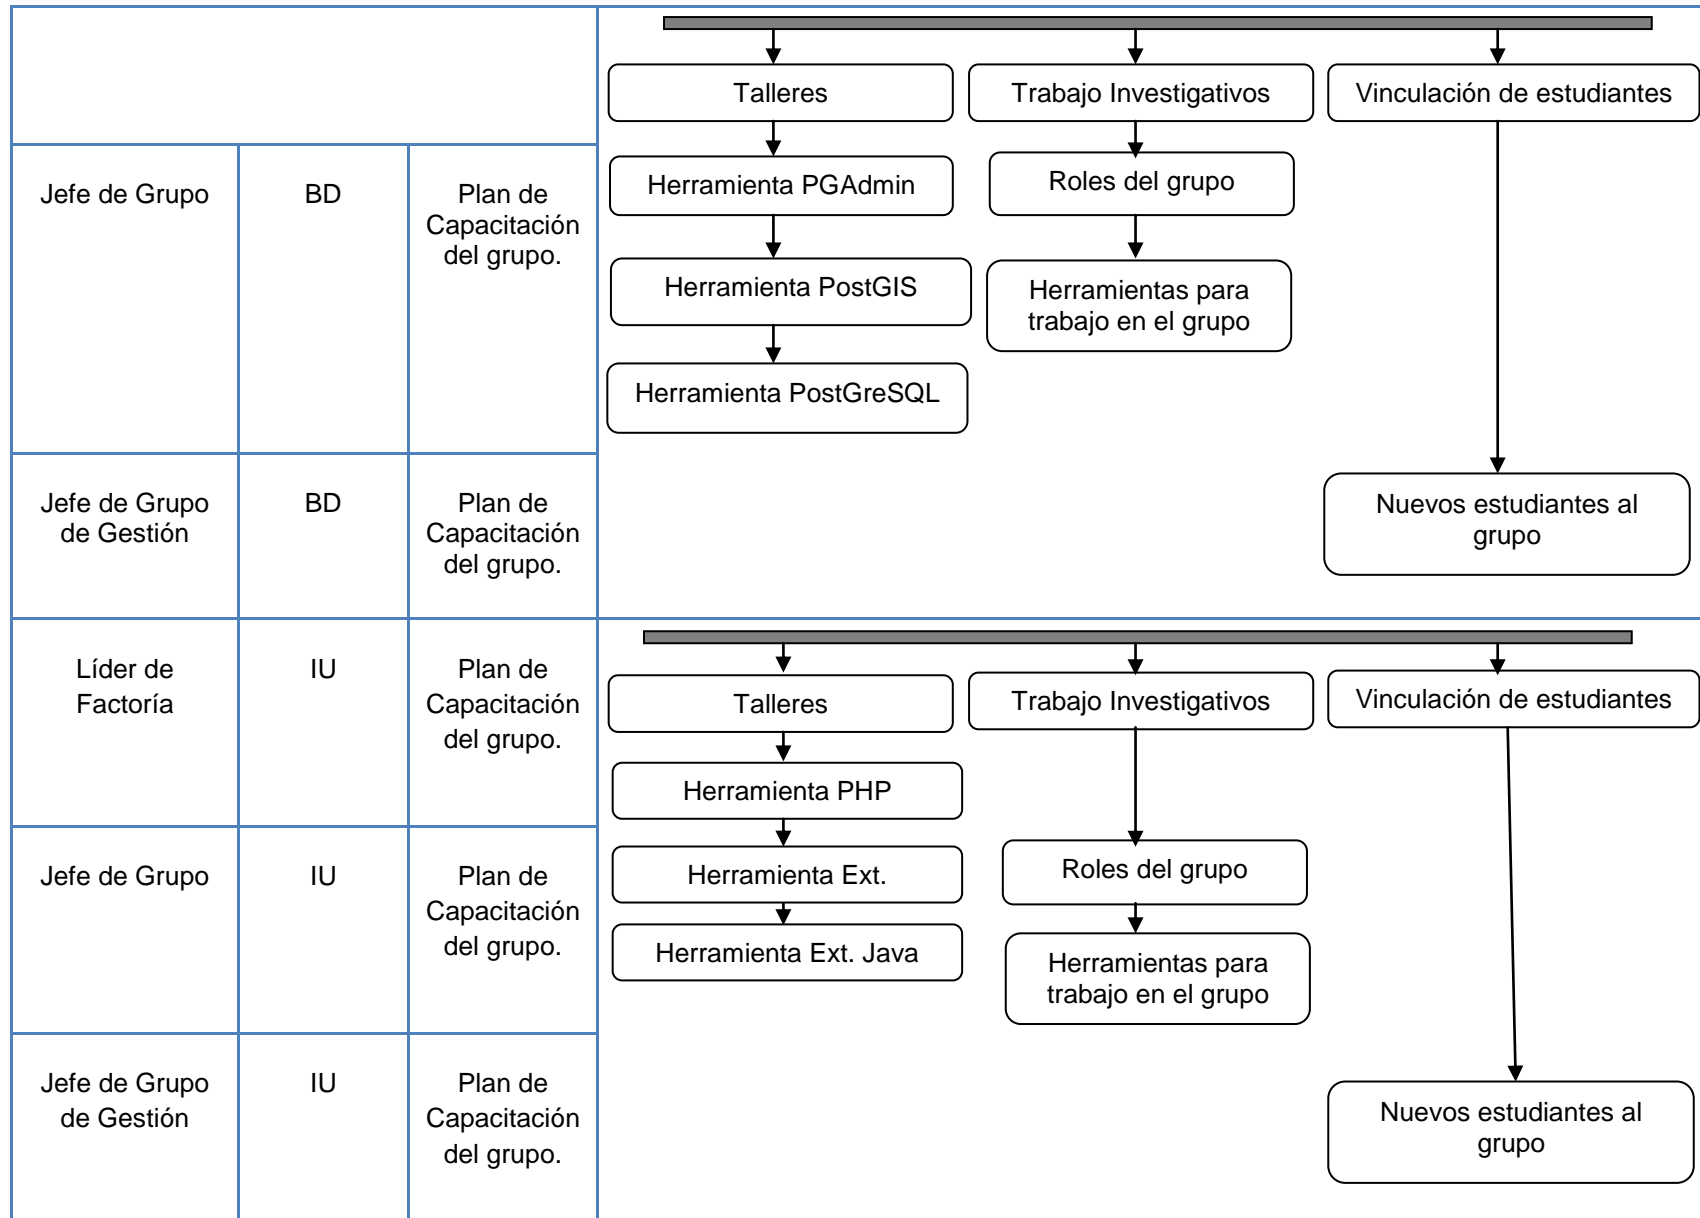 Talleres
Trabajo Investigativos
Vinculación de estudiantes
Jefe de Grupo
BD
Plan de
Capacitación
del grupo.
Herramienta PGAdmin
Roles del grupo
Herramienta PostGIS
Herramientas para
trabajo en el grupo
Herramienta PostGreSQL
Jefe de Grupo
de Gestión
BD
Plan de
Capacitación
del grupo.
Nuevos estudiantes al
grupo
Líder de
Factoría
IU
Plan de
Capacitación
del grupo.
Talleres
Trabajo Investigativos
Vinculación de estudiantes
Herramienta PHP
Jefe de Grupo
IU
Plan de
Capacitación
del grupo.
Herramienta Ext.
Roles del grupo
Herramienta Ext. Java
Herramientas para
trabajo en el grupo
Jefe de Grupo
de Gestión
IU
Plan de
Capacitación
del grupo.
Nuevos estudiantes al
grupo